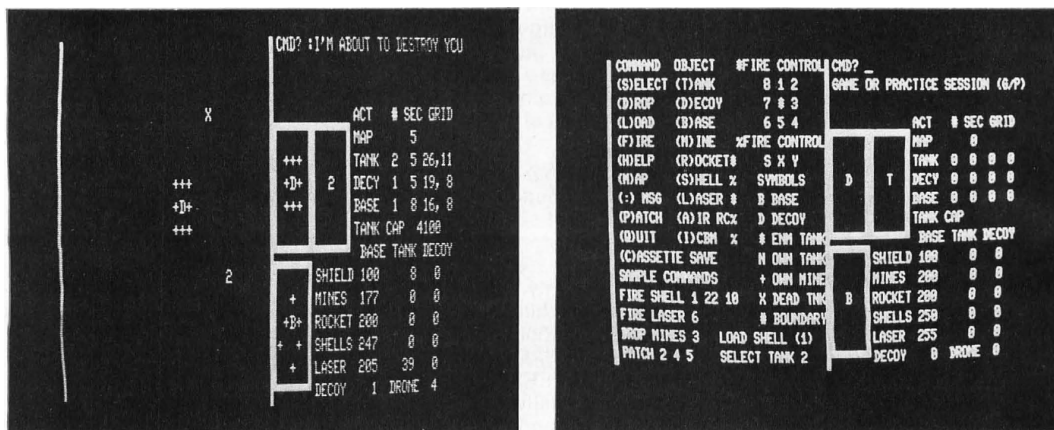 CMD? :I'M ABOUT TO DESTROY YOU
X
ACT # SEC GRID
MAP 5
+++ TANK 2 5 26,11
+++ +D+ 2 DECY 1 5 19, 8
+D+ +++ BASE 1 8 16, 8
+++ TANK CAP 4100
BASE TANK DECOY
2 SHIELD 100 8 0
+ MINES 177 0 0
+B+ ROCKET 200 0 0
+ + SHELLS 247 0 0
+ LASER 205 39 0
DECOY 1 DRONE 4
COMMAND OBJECT #FIRE CONTROL
(S)ELECT (T)ANK 8 1 2
(D)ROP (D)ECOY 7 # 3
(L)OAD (B)ASE 6 5 4
(F)IRE (M)INE %FIRE CONTROL
(H)ELP (R)OCKET# S X Y
(M)AP (S)HELL % SYMBOLS
(:) MSG (L)ASER # B BASE
(P)ATCH (A)IR RC% D DECOY
(Q)UIT (I)CBM % # ENM TANK
(C)ASSETTE SAVE N OWN TANK
SAMPLE COMMANDS + OWN MINE
FIRE SHELL 1 22 10 X DEAD TNK
FIRE LASER 6 # BOUNDARY
DROP MINES 3 LOAD SHELL (1)
PATCH 2 4 5 SELECT TANK 2
CMD? _
GAME OR PRACTICE SESSION (G/P)
ACT # SEC GRID
MAP 0
TANK 0 0 0 0
D T DECY 0 0 0 0
BASE 0 0 0 0
TANK CAP
BASE TANK DECOY
SHIELD 100 0 0
MINES 200 0 0
B ROCKET 200 0 0
SHELLS 250 0 0
LASER 255 0 0
DECOY 8 DRONE 0